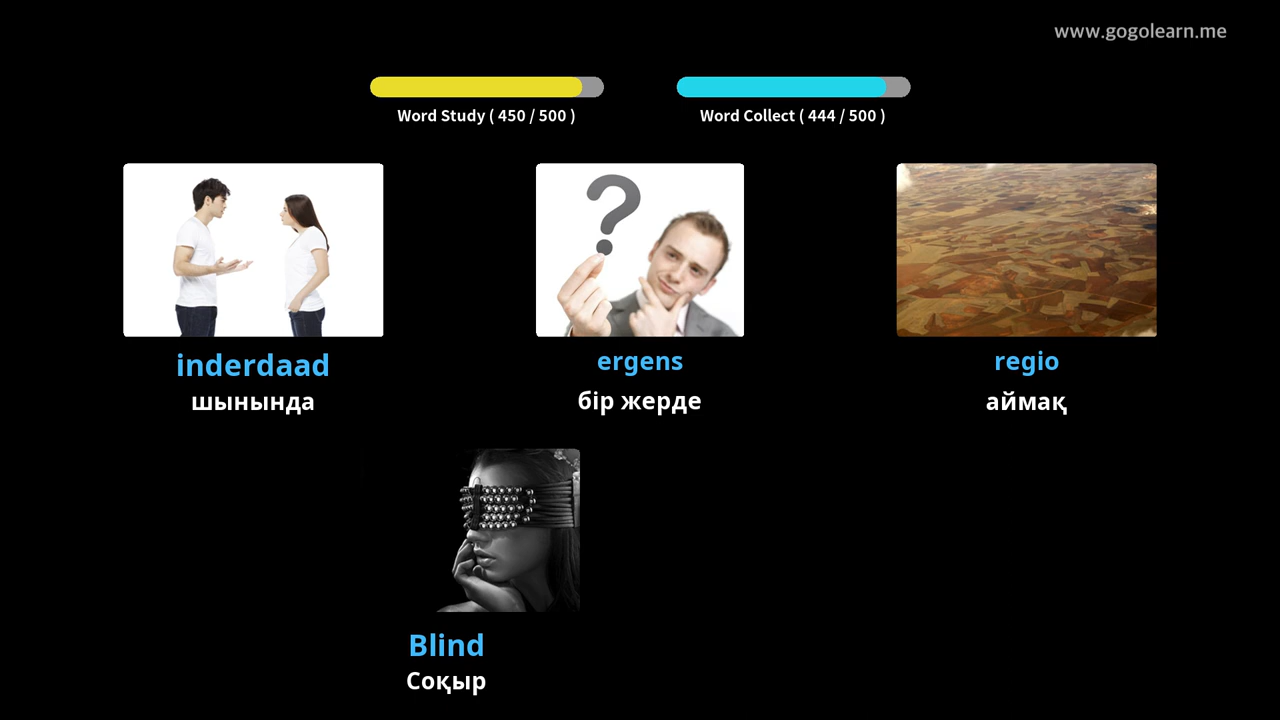 www.gogolearn.me
Word Study ( 450 / 500 )
Word Collect ( 444 / 500 )
inderdaad
шынында
ergens
бір жерде
regio
аймақ
Blind
Соқыр